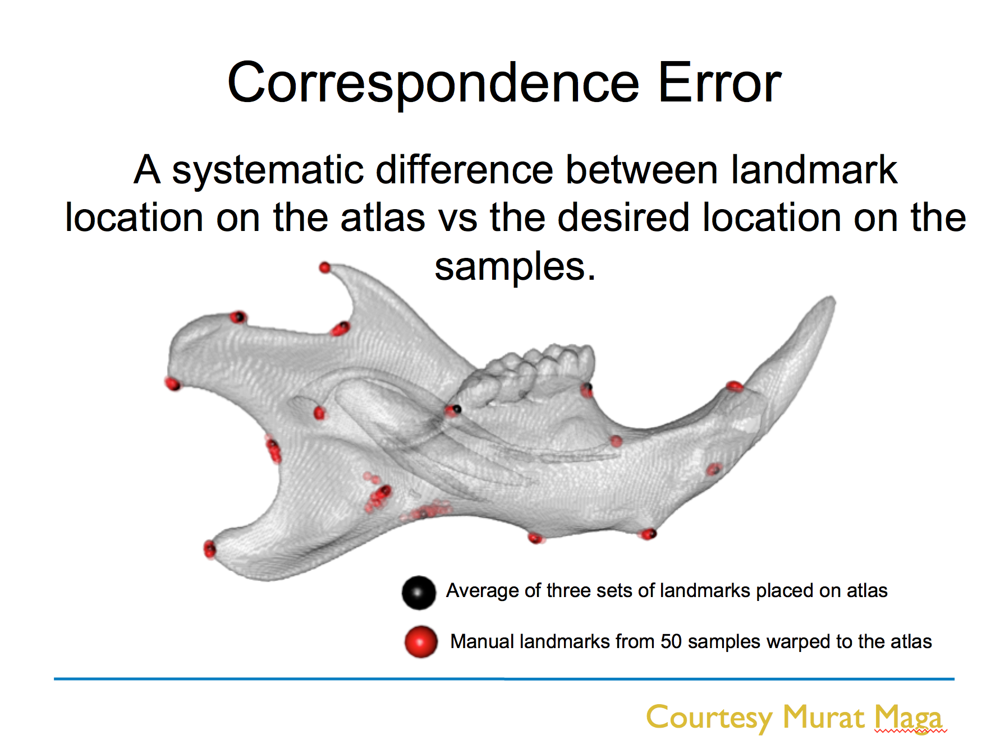 Correspondence Error
A systematic difference between landmark
location on the atlas vs the desired location on the
samples.
Average of three sets of landmarks placed on atlas
Manual landmarks from 50 samples warped to the atlas
Courtesy Murat Maga